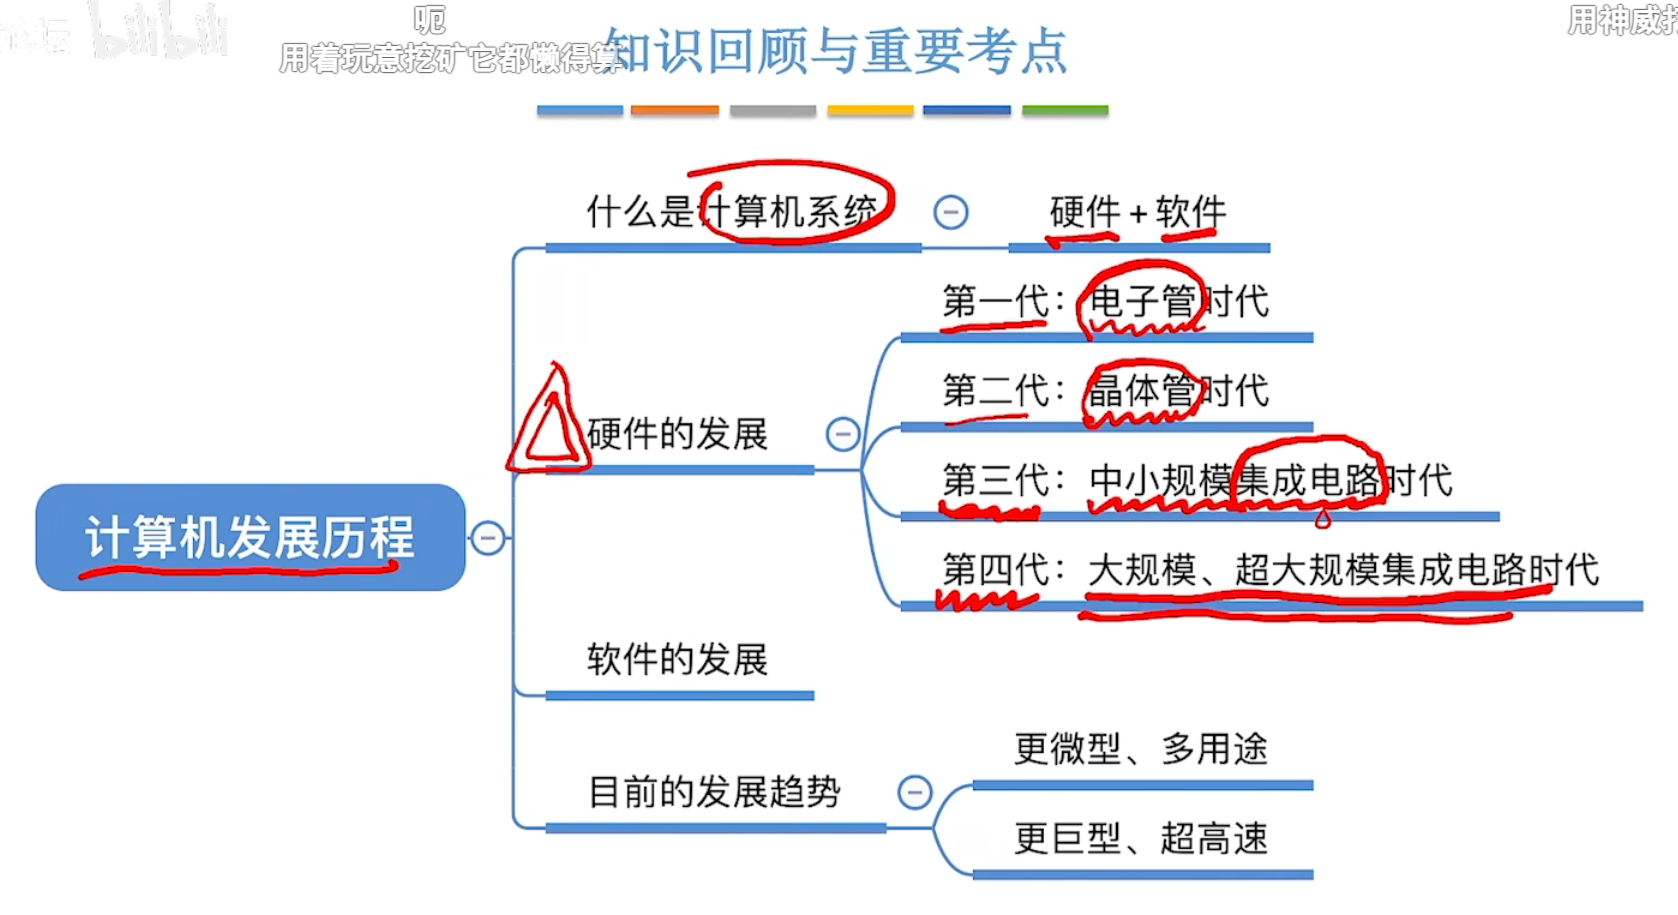 论坛 bilibili
呃
用着玩意挖矿它都懒得算
用神威
知识回顾与重要考点
什么是计算机系统
硬件+软件
第一代：电子管时代
第二代：晶体管时代
硬件的发展
第三代：中小规模集成电路时代
计算机发展历程
第四代：大规模、超大规模集成电路时代
软件的发展
更微型、多用途
目前的发展趋势
更巨型、超高速